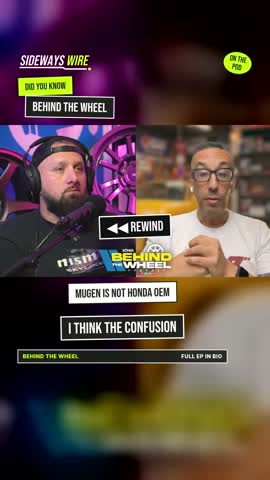 SIDEWAYS WIRE.
ON THE
POD
DID YOU KNOW
BEHIND THE WHEEL
nism
SKYLINE
REWIND
BEHIND
THE WHEEL
MUGEN IS NOT HONDA OEM
I THINK THE CONFUSION
BEHIND THE WHEEL
FULL EP IN BIO